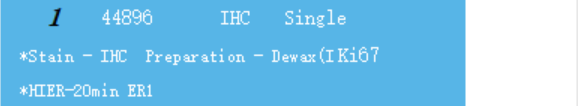 1 44896 IHC Single
*Stain - IHC Preparation - Dewax(I Ki67
*HIER-20min ER1